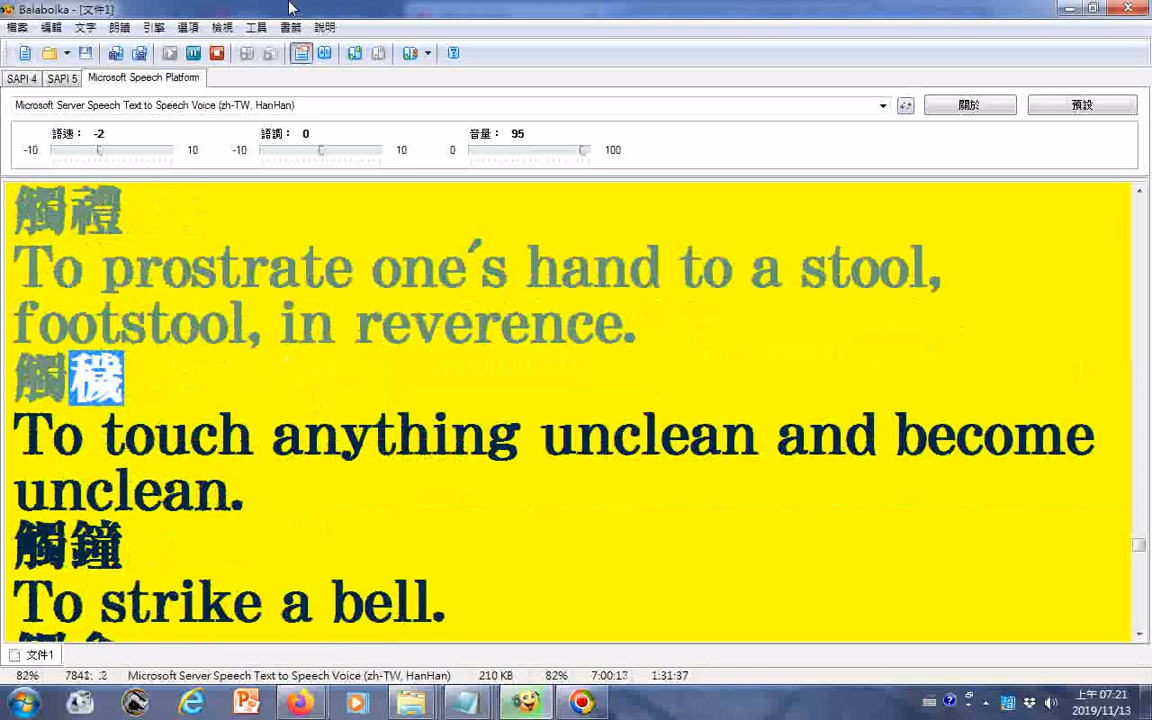 Balabolka - [文件1]
檔案 編輯 文字 朗讀 引擎 選項 檢視 工具 書籤 說明
SAPI 4 SAPI 5 Microsoft Speech Platform
Microsoft Server Speech Text to Speech Voice (zh-TW, HanHan) 關於 預設
語速： -2 語調： 0 音量： 95
-10 10 -10 10 0 100
觸禮
To prostrate one's hand to a stool,
footstool, in reverence.
觸穢
To touch anything unclean and become
unclean.
觸鐘
To strike a bell.
文件1
82% 7841: 2 Microsoft Server Speech Text to Speech Voice (zh-TW, HanHan) 210 KB 82% 7:00:13 1:31:37
上午 07:21
2019/11/13